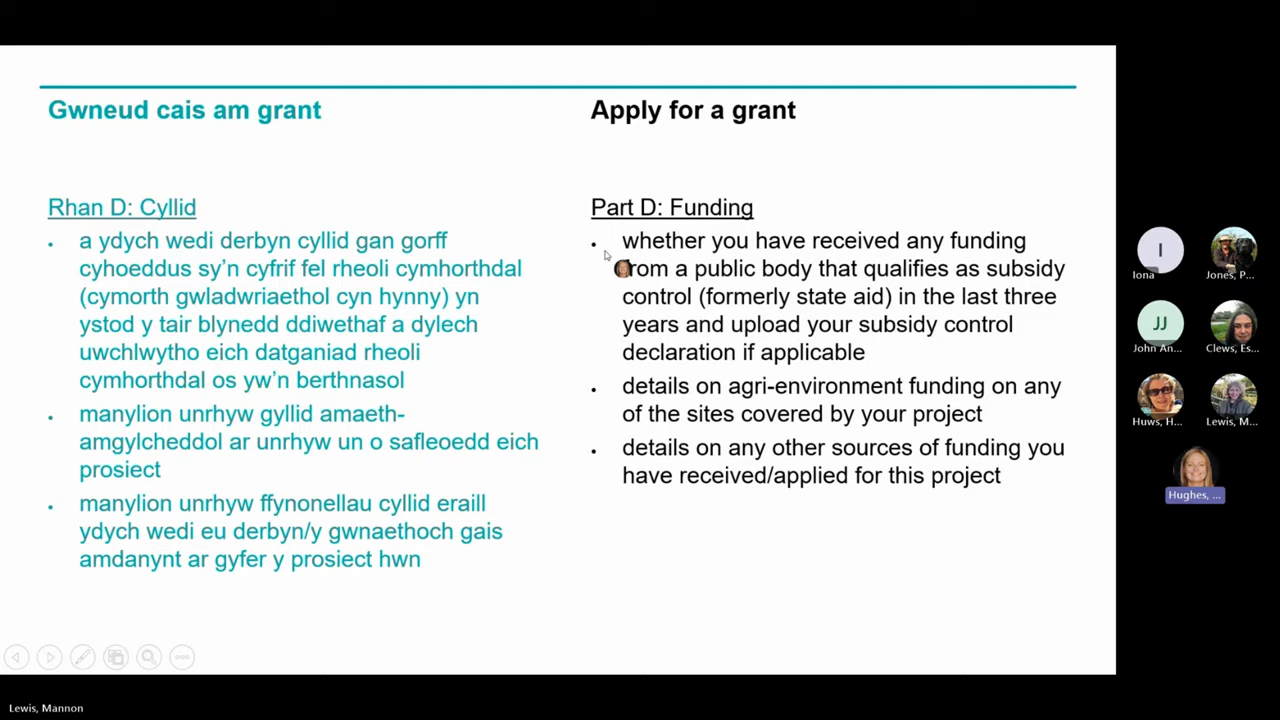 Gwneud cais am grant
Rhan D: Cyllid
• a ydych wedi derbyn cyllid gan gorff
cyhoeddus sy'n cyfrif fel rheoli cymhorthdal
(cymorth gwladwriaethol cyn hynny) yn
ystod y tair blynedd ddiwethaf a dylech
uwchlwytho eich datganiad rheoli
cymhorthdal os yw'n berthnasol
• manylion unrhyw gyllid amaeth-
amgylcheddol ar unrhyw un o safleoedd eich
prosiect
• manylion unrhyw ffynonellau cyllid eraill
ydych wedi eu derbyn/y gwnaethoch gais
amdanynt ar gyfer y prosiect hwn
Apply for a grant
Part D: Funding
• whether you have received any funding
from a public body that qualifies as subsidy
control (formerly state aid) in the last three
years and upload your subsidy control
declaration if applicable
• details on agri-environment funding on any
of the sites covered by your project
• details on any other sources of funding you
have received/applied for this project
I
Iona
Jones, P...
JJ
John An...
Clews, Es...
Huws, H...
Lewis, M...
Hughes, ...
Lewis, Mannon